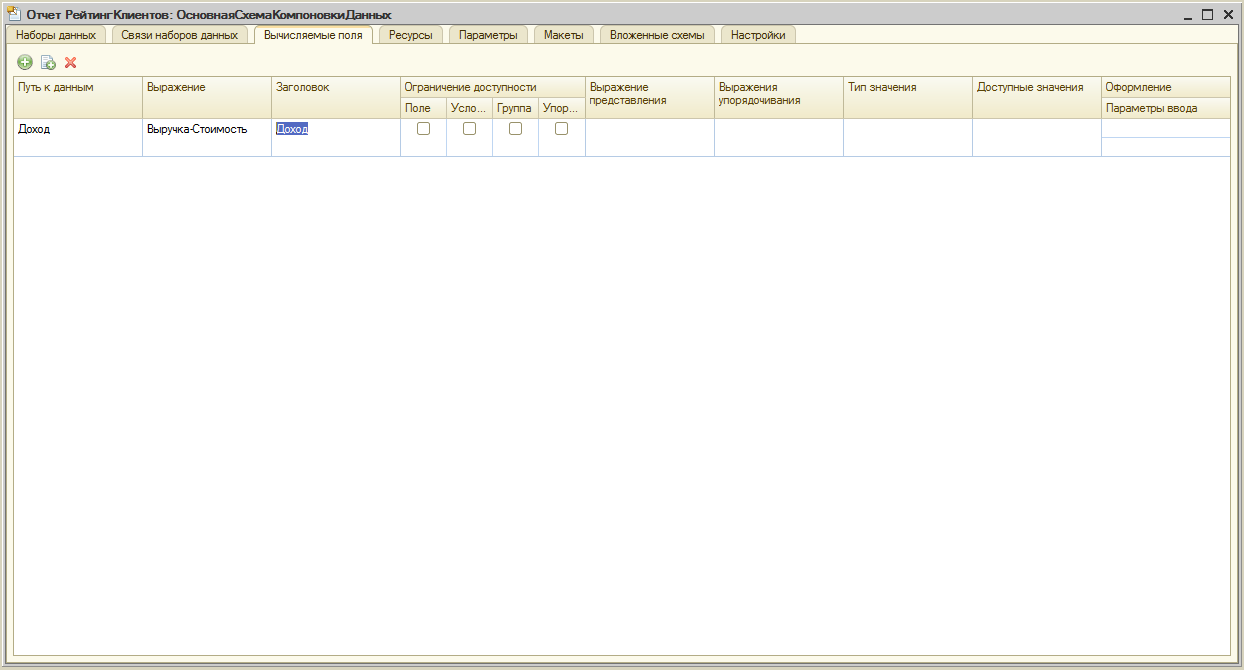 Отчет РейтингКлиентов: ОсновнаяСхемаКомпоновкиДанных
Наборы данных Связи наборов данных Вычисляемые поля Ресурсы Параметры Макеты Вложенные схемы Настройки
Путь к данным Выражение Заголовок Ограничение доступности Выражение представления Выражения упорядочивания Тип значения Доступные значения Оформление
Поле Усло... Группа Упор... Параметры ввода
Доход Выручка-Стоимость Доход